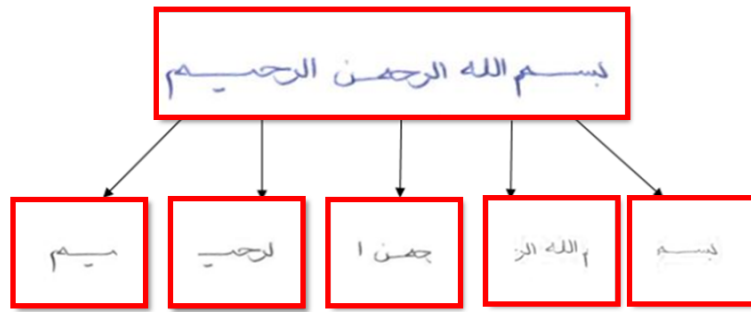 بسم الله الرحمن الرحيم
بسم
م الله الر
حمن ا
لرحيـ
ـيم